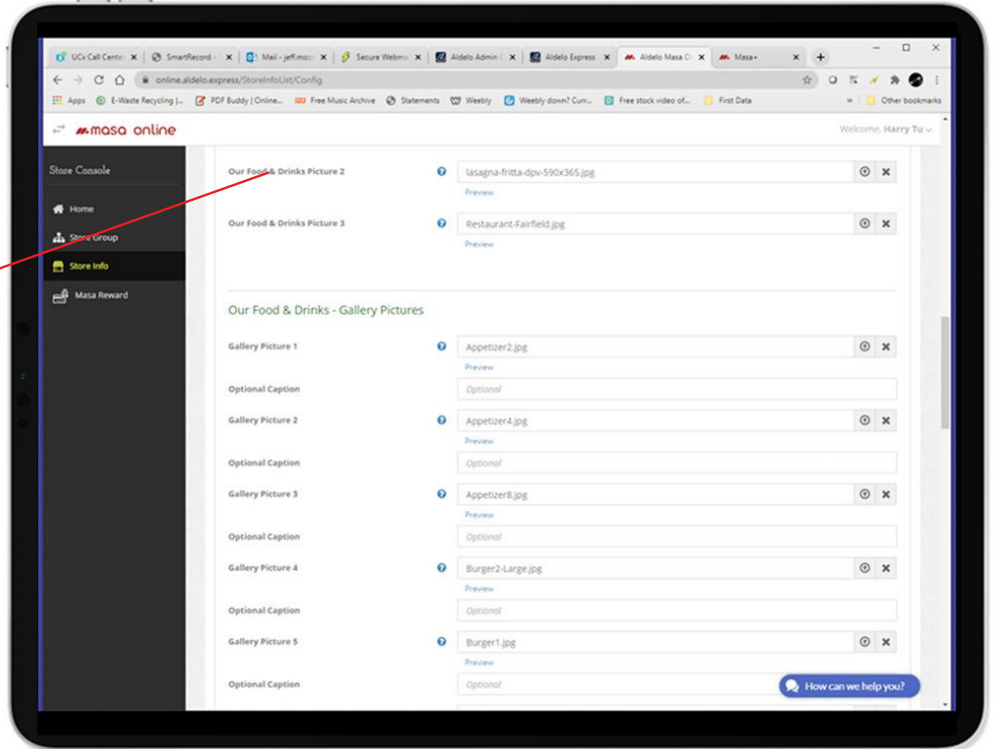 UCx Call Center
SmartRecord -
Mail - jeff.moo
Secure Webma
Aldelo Admin C
Aldelo Express
Aldelo Masa O
Masa+
online.aldelo.express/StoreInfoList/Config
Apps E-Waste Recycling |... PDF Buddy | Online... Free Music Archive Statements Weebly Weebly down? Curr... Free stock video of... First Data » Other bookmarks
masa online
Welcome, Harry Tu
Store Console
Home
Store Group
Store Info
Masa Reward
Our Food & Drinks Picture 2
lasagna-fritta-dpv-590x365.jpg
Preview
Our Food & Drinks Picture 3
Restaurant-Fairfield.jpg
Preview
Our Food & Drinks - Gallery Pictures
Gallery Picture 1
Appetizer2.jpg
Preview
Optional Caption
Optional
Gallery Picture 2
Appetizer4.jpg
Preview
Optional Caption
Optional
Gallery Picture 3
Appetizer8.jpg
Preview
Optional Caption
Optional
Gallery Picture 4
Burger2-Large.jpg
Preview
Optional Caption
Optional
Gallery Picture 5
Burger1.jpg
Preview
Optional Caption
Optional
How can we help you?